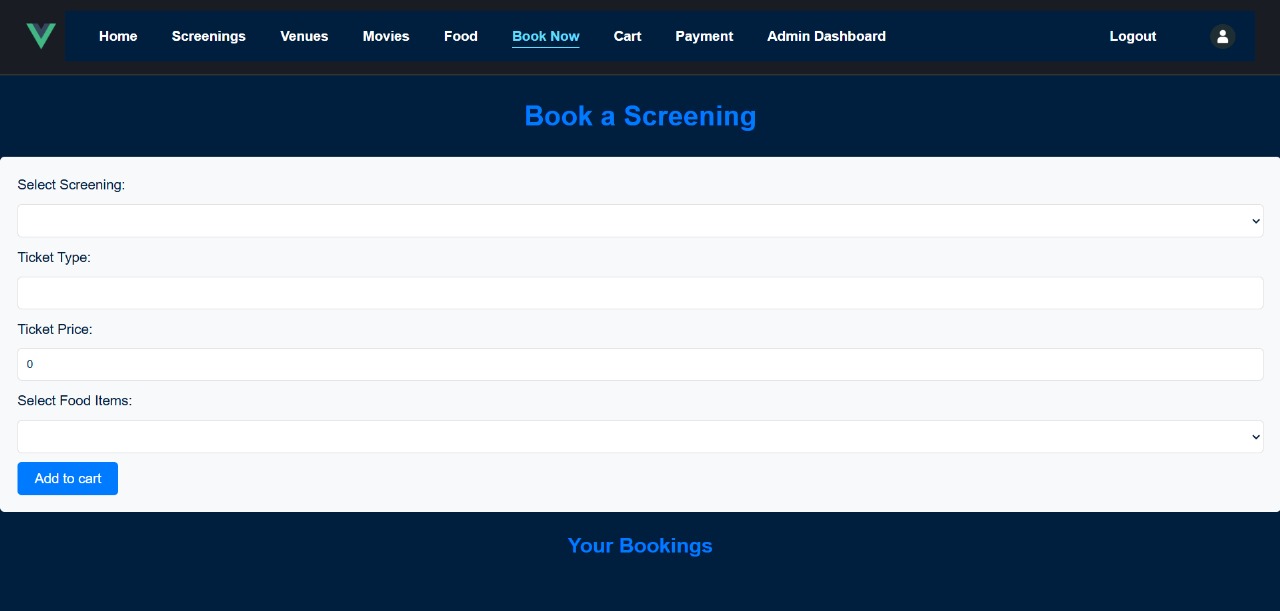 Home Screenings Venues Movies Food Book Now Cart Payment Admin Dashboard Logout
Book a Screening
Select Screening:
Ticket Type:
Ticket Price:
0
Select Food Items:
Add to cart
Your Bookings